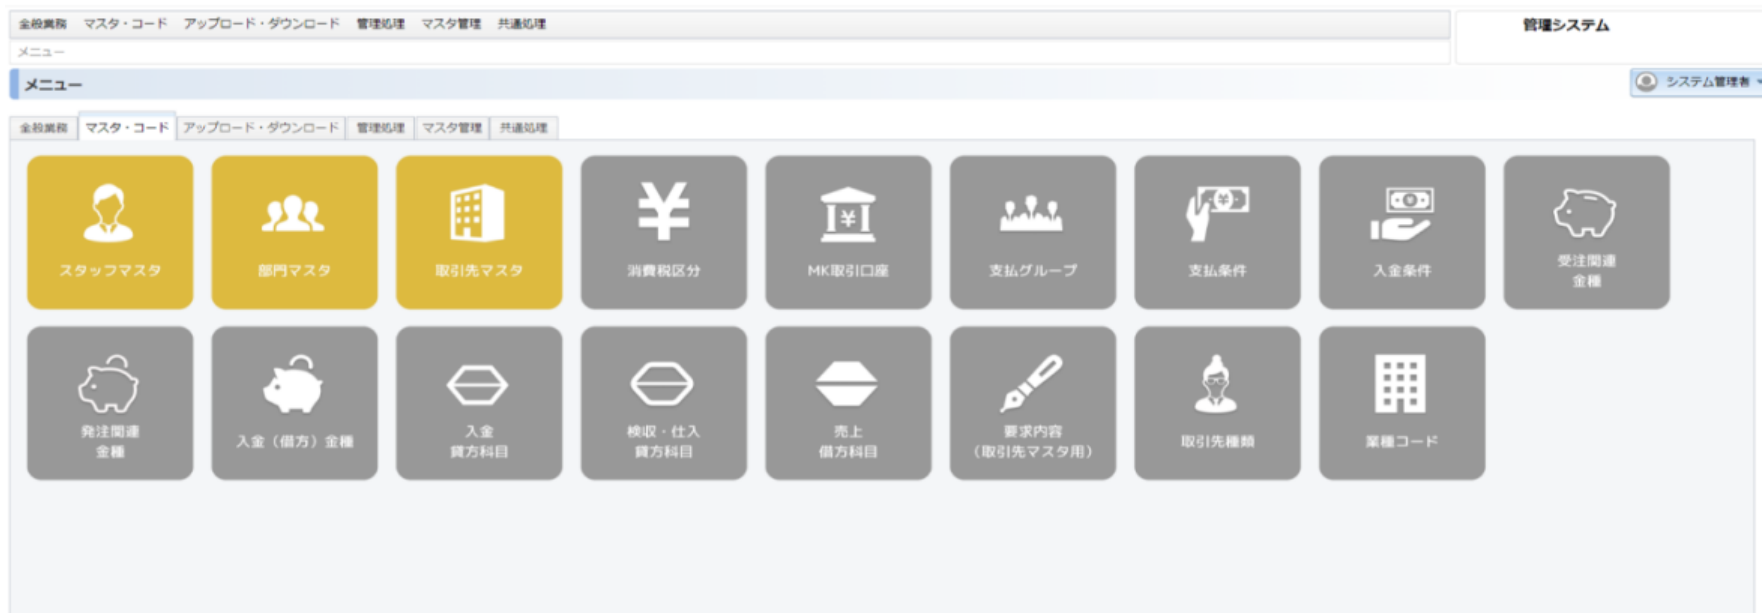 全般業務 マスタ・コード アップロード・ダウンロード 管理処理 マスタ管理 共通処理
管理システム
メニュー
メニュー
システム管理者
全般業務 マスタ・コード アップロード・ダウンロード 管理処理 マスタ管理 共通処理
スタッフマスタ
部門マスタ
取引先マスタ
消費税区分
MK取引口座
支払グループ
支払条件
入金条件
受注関連
金種
発注関連
金種
入金（借方）金種
入金
貸方科目
検収・仕入
貸方科目
売上
借方科目
要求内容
（取引先マスタ用）
取引先種類
業種コード